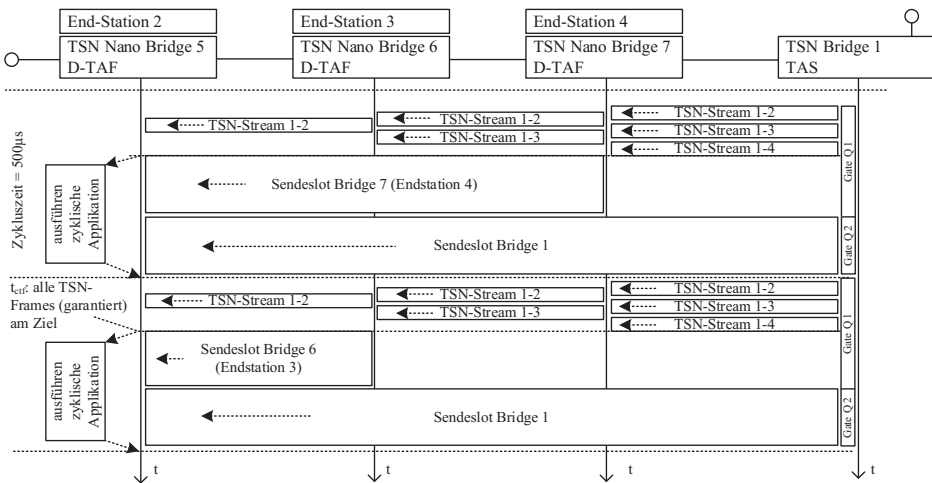 End-Station 2
End-Station 3
End-Station 4
TSN Nano Bridge 5
D-TAF
TSN Nano Bridge 6
D-TAF
TSN Nano Bridge 7
D-TAF
TSN Bridge 1
TAS
Zykluszeit = 500µs
TSN-Stream 1-2
TSN-Stream 1-2
TSN-Stream 1-3
TSN-Stream 1-2
TSN-Stream 1-3
TSN-Stream 1-4
Gate Q1
ausführen
zyklische
Applikation
Sendeslot Bridge 7 (Endstation 4)
Sendeslot Bridge 1
Gate Q2
t_ctf: alle TSN-
Frames (garantiert)
am Ziel
TSN-Stream 1-2
TSN-Stream 1-2
TSN-Stream 1-3
TSN-Stream 1-2
TSN-Stream 1-3
TSN-Stream 1-4
Gate Q1
ausführen
zyklische
Applikation
Sendeslot Bridge 6
(Endstation 3)
Sendeslot Bridge 1
Gate Q2
t
t
t
t